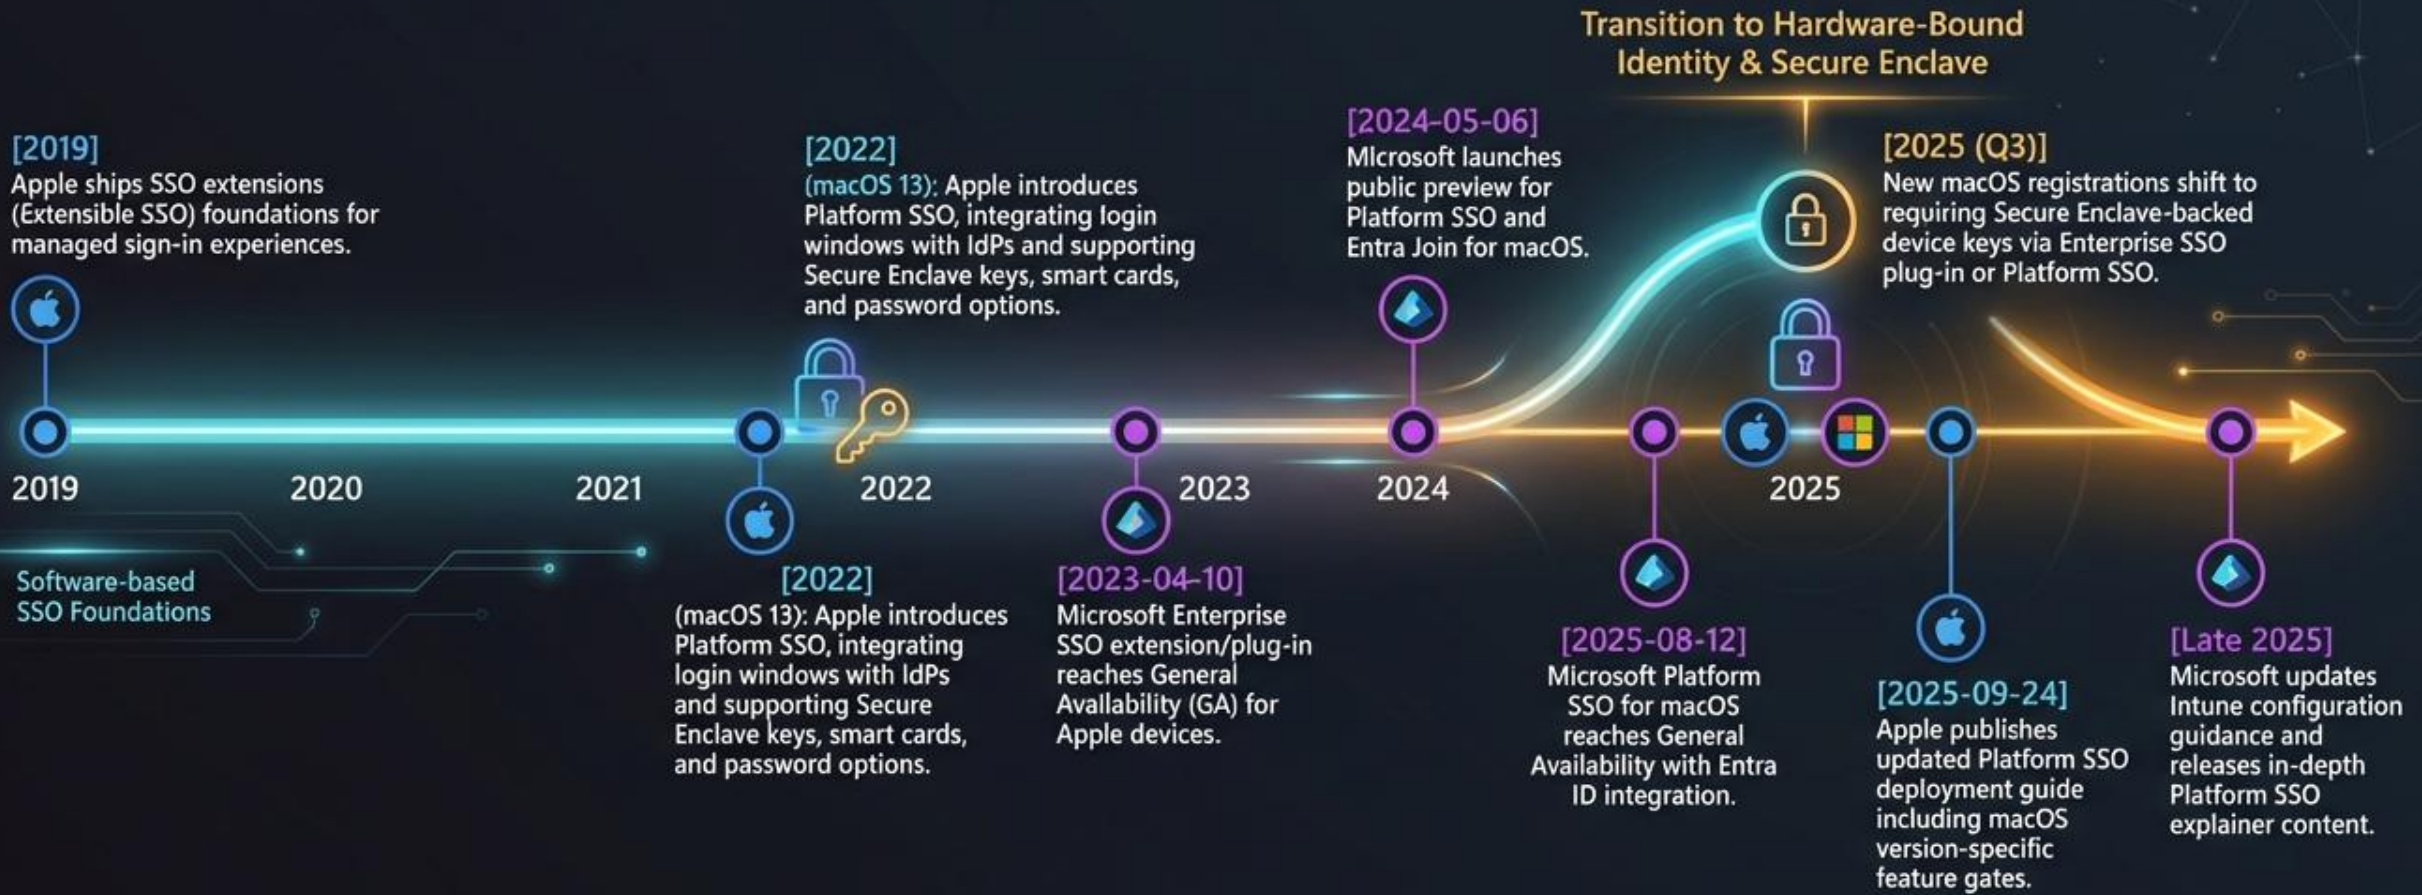 Transition to Hardware-Bound
Identity & Secure Enclave
[2019]
Apple ships SSO extensions
(Extensible SSO) foundations for
managed sign-in experiences.
[2022]
(macOS 13): Apple introduces
Platform SSO, integrating login
windows with IdPs and supporting
Secure Enclave keys, smart cards,
and password options.
[2024-05-06]
Microsoft launches
public preview for
Platform SSO and
Entra Join for macOS.
[2025 (Q3)]
New macOS registrations shift to
requiring Secure Enclave-backed
device keys via Enterprise SSO
plug-in or Platform SSO.
2019
2020
2021
2022
2023
2024
2025
Software-based
SSO Foundations
[2022]
(macOS 13): Apple introduces
Platform SSO, integrating
login windows with IdPs
and supporting Secure
Enclave keys, smart cards,
and password options.
[2023-04-10]
Microsoft Enterprise
SSO extension/plug-in
reaches General
Availability (GA) for
Apple devices.
[2025-08-12]
Microsoft Platform
SSO for macOS
reaches General
Availability with Entra
ID integration.
[2025-09-24]
Apple publishes
updated Platform SSO
deployment guide
including macOS
version-specific
feature gates.
[Late 2025]
Microsoft updates
Intune configuration
guidance and
releases in-depth
Platform SSO
explainer content.